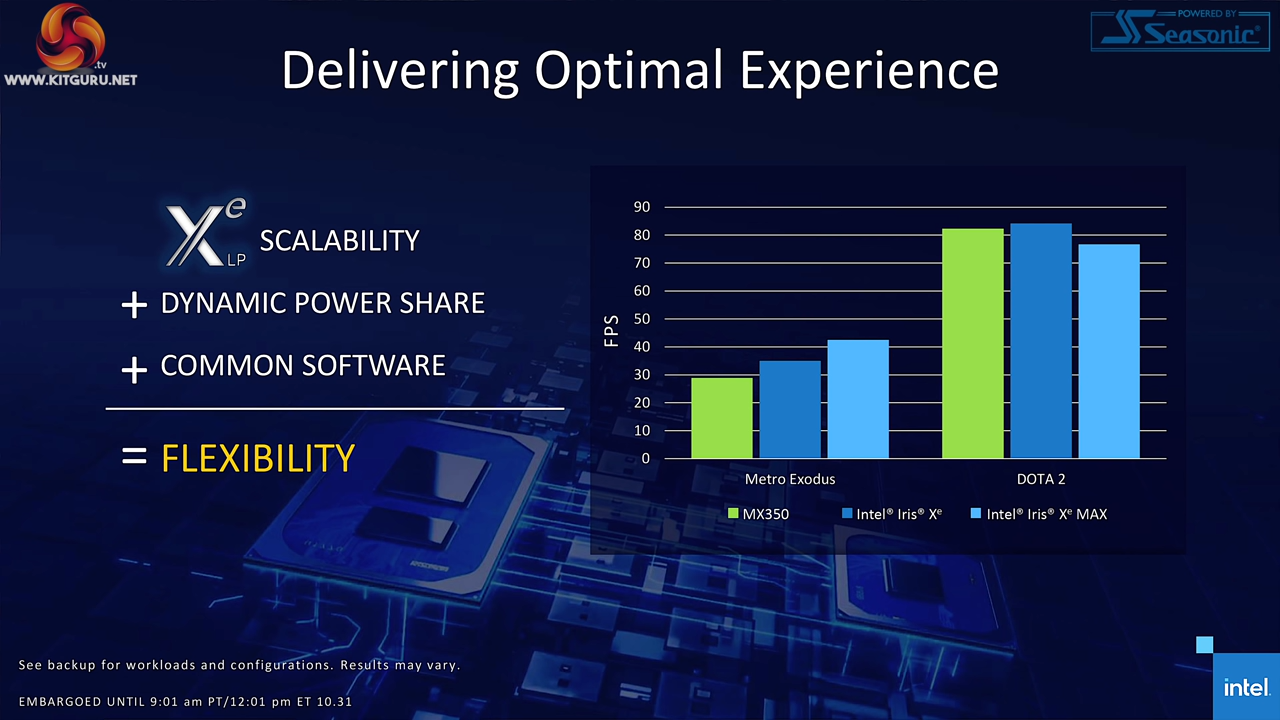 .tv
WWW.KITGURU.NET
POWERED BY
Seasonic®
Delivering Optimal Experience
Xe LP SCALABILITY
+ DYNAMIC POWER SHARE
+ COMMON SOFTWARE
= FLEXIBILITY
90
80
70
60
50
40
30
20
10
0
FPS
Metro Exodus DOTA 2
MX350 Intel® Iris® Xe Intel® Iris® Xe MAX
See backup for workloads and configurations. Results may vary.
EMBARGOED UNTIL 9:01 am PT/12:01 pm ET 10.31
intel.